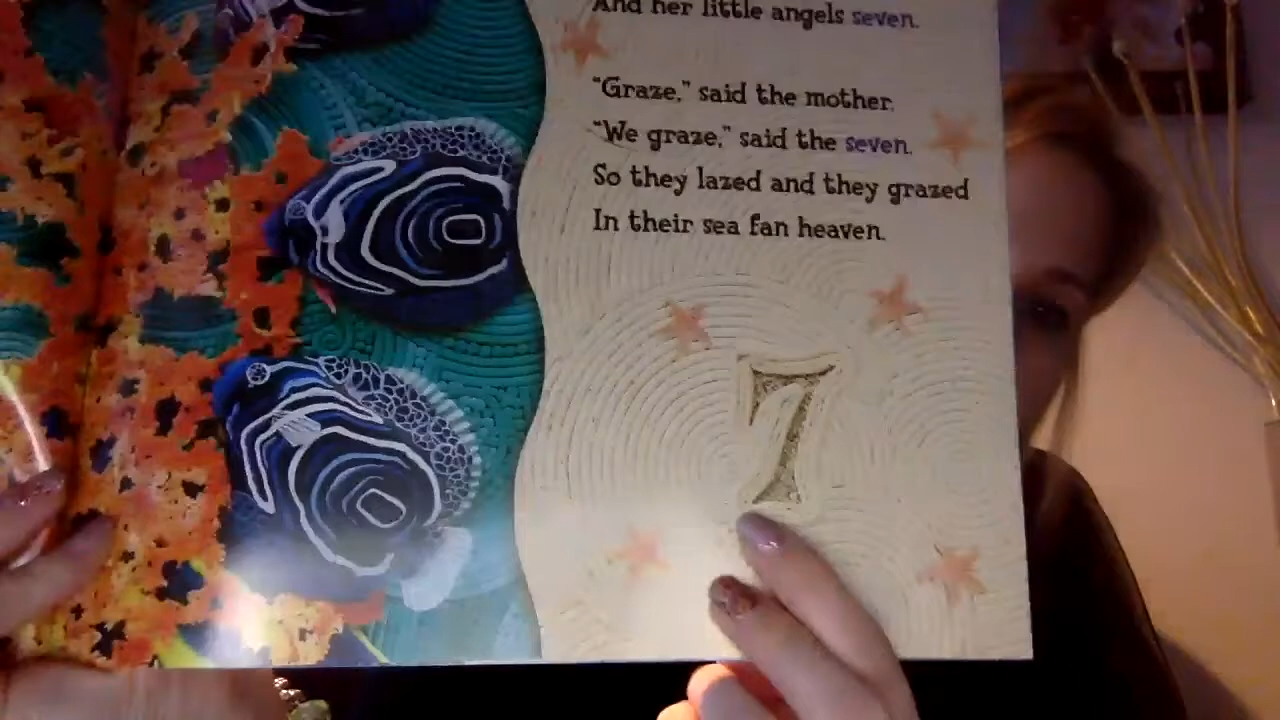 And her little angels seven.
"Graze," said the mother.
"We graze," said the seven.
So they lazed and they grazed
In their sea fan heaven.
7